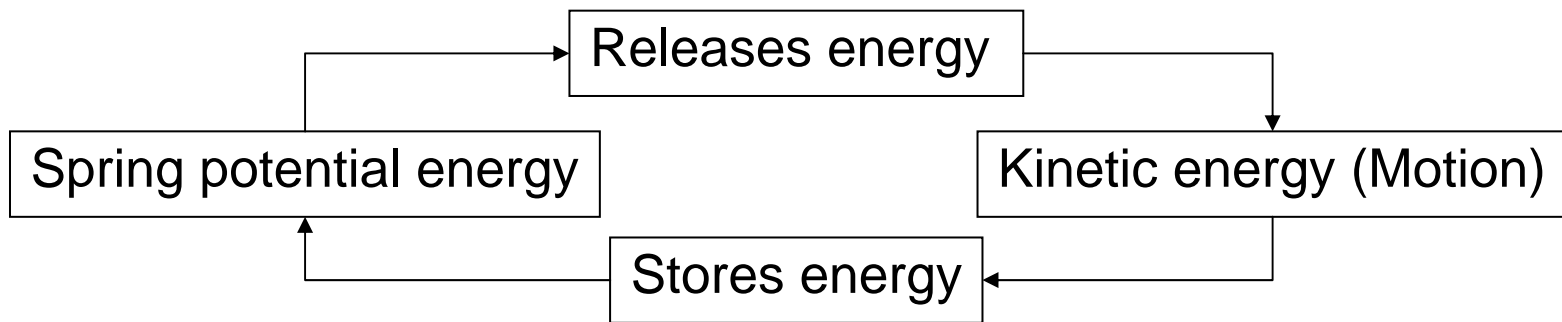 Releases energy
Spring potential energy
Kinetic energy (Motion)
Stores energy